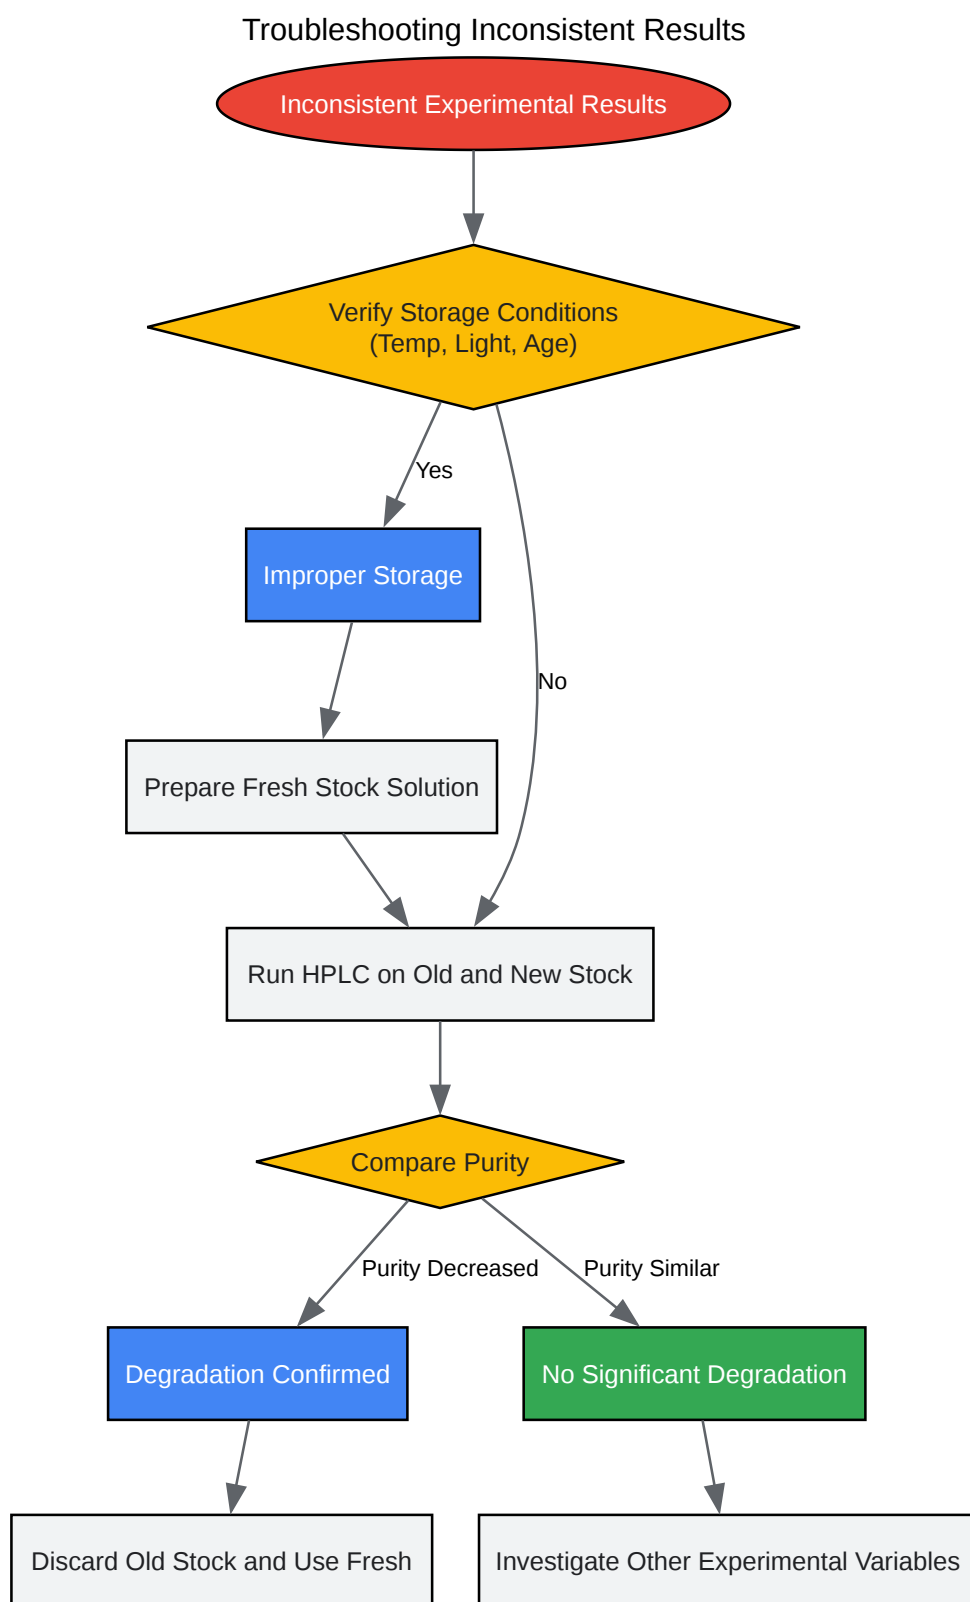 Troubleshooting Inconsistent Results
Inconsistent Experimental Results
Verify Storage Conditions
(Temp, Light, Age)
Yes
Improper Storage
No
Prepare Fresh Stock Solution
Run HPLC on Old and New Stock
Compare Purity
Purity Decreased
Purity Similar
Degradation Confirmed
No Significant Degradation
Discard Old Stock and Use Fresh
Investigate Other Experimental Variables